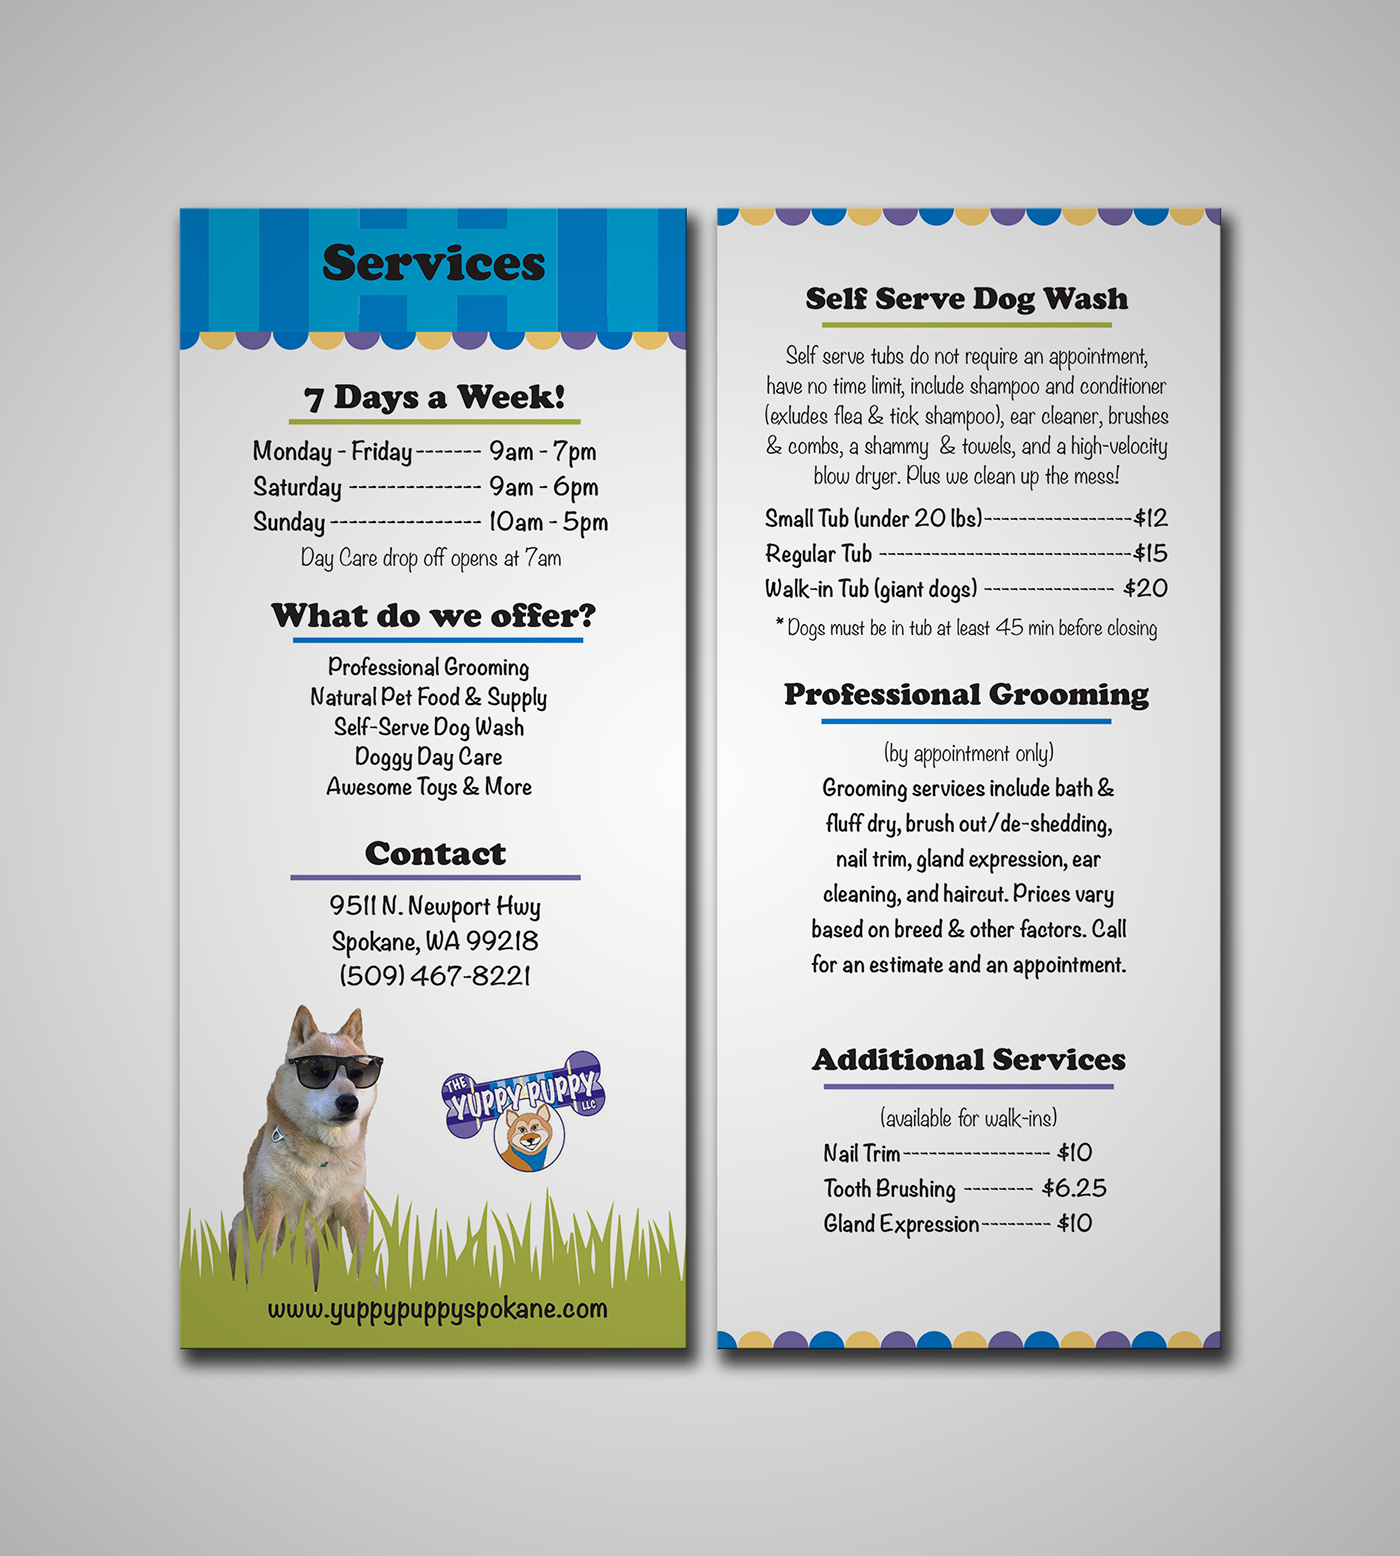 Services
7 Days a Week!
Monday - Friday ------- 9am - 7pm
Saturday -------------- 9am - 6pm
Sunday ---------------- 10am - 5pm
Day Care drop off opens at 7am
What do we offer?
Professional Grooming
Natural Pet Food & Supply
Self-Serve Dog Wash
Doggy Day Care
Awesome Toys & More
Contact
9511 N. Newport Hwy
Spokane, WA 99218
(509) 467-8221
THE
YUPPY PUPPY
LLC
www.yuppypuppyspokane.com
Self Serve Dog Wash
Self serve tubs do not require an appointment,
have no time limit, include shampoo and conditioner
(exludes flea & tick shampoo), ear cleaner, brushes
& combs, a shammy & towels, and a high-velocity
blow dryer. Plus we clean up the mess!
Small Tub (under 20 lbs)-----------------$12
Regular Tub -----------------------------$15
Walk-in Tub (giant dogs) --------------- $20
* Dogs must be in tub at least 45 min before closing
Professional Grooming
(by appointment only)
Grooming services include bath &
fluff dry, brush out/de-shedding,
nail trim, gland expression, ear
cleaning, and haircut. Prices vary
based on breed & other factors. Call
for an estimate and an appointment.
Additional Services
(available for walk-ins)
Nail Trim----------------- $10
Tooth Brushing -------- $6.25
Gland Expression-------- $10